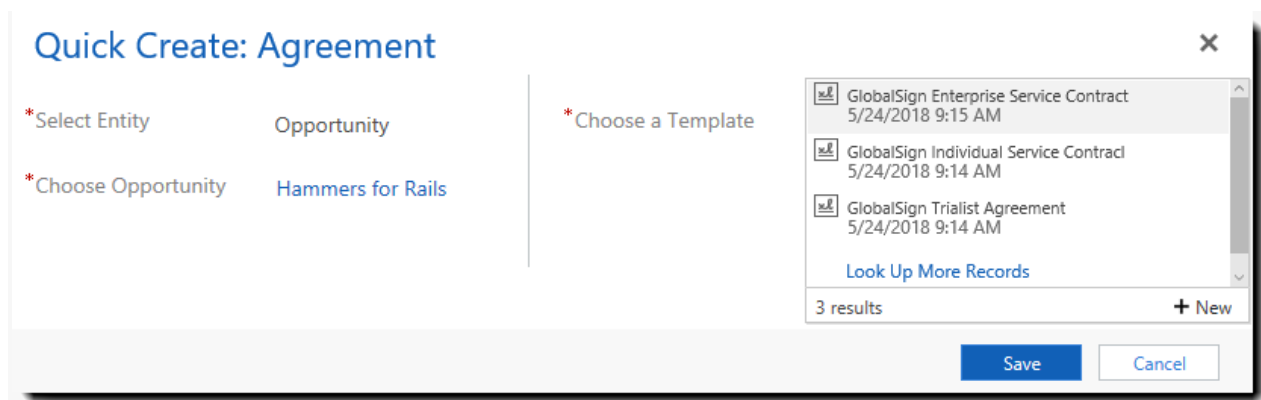 Quick Create: Agreement
*Select Entity
Opportunity
*Choose Opportunity
Hammers for Rails
*Choose a Template
GlobalSign Enterprise Service Contract
5/24/2018 9:15 AM
GlobalSign Individual Service Contracl
5/24/2018 9:14 AM
GlobalSign Trialist Agreement
5/24/2018 9:14 AM
Look Up More Records
3 results
+ New
Save
Cancel